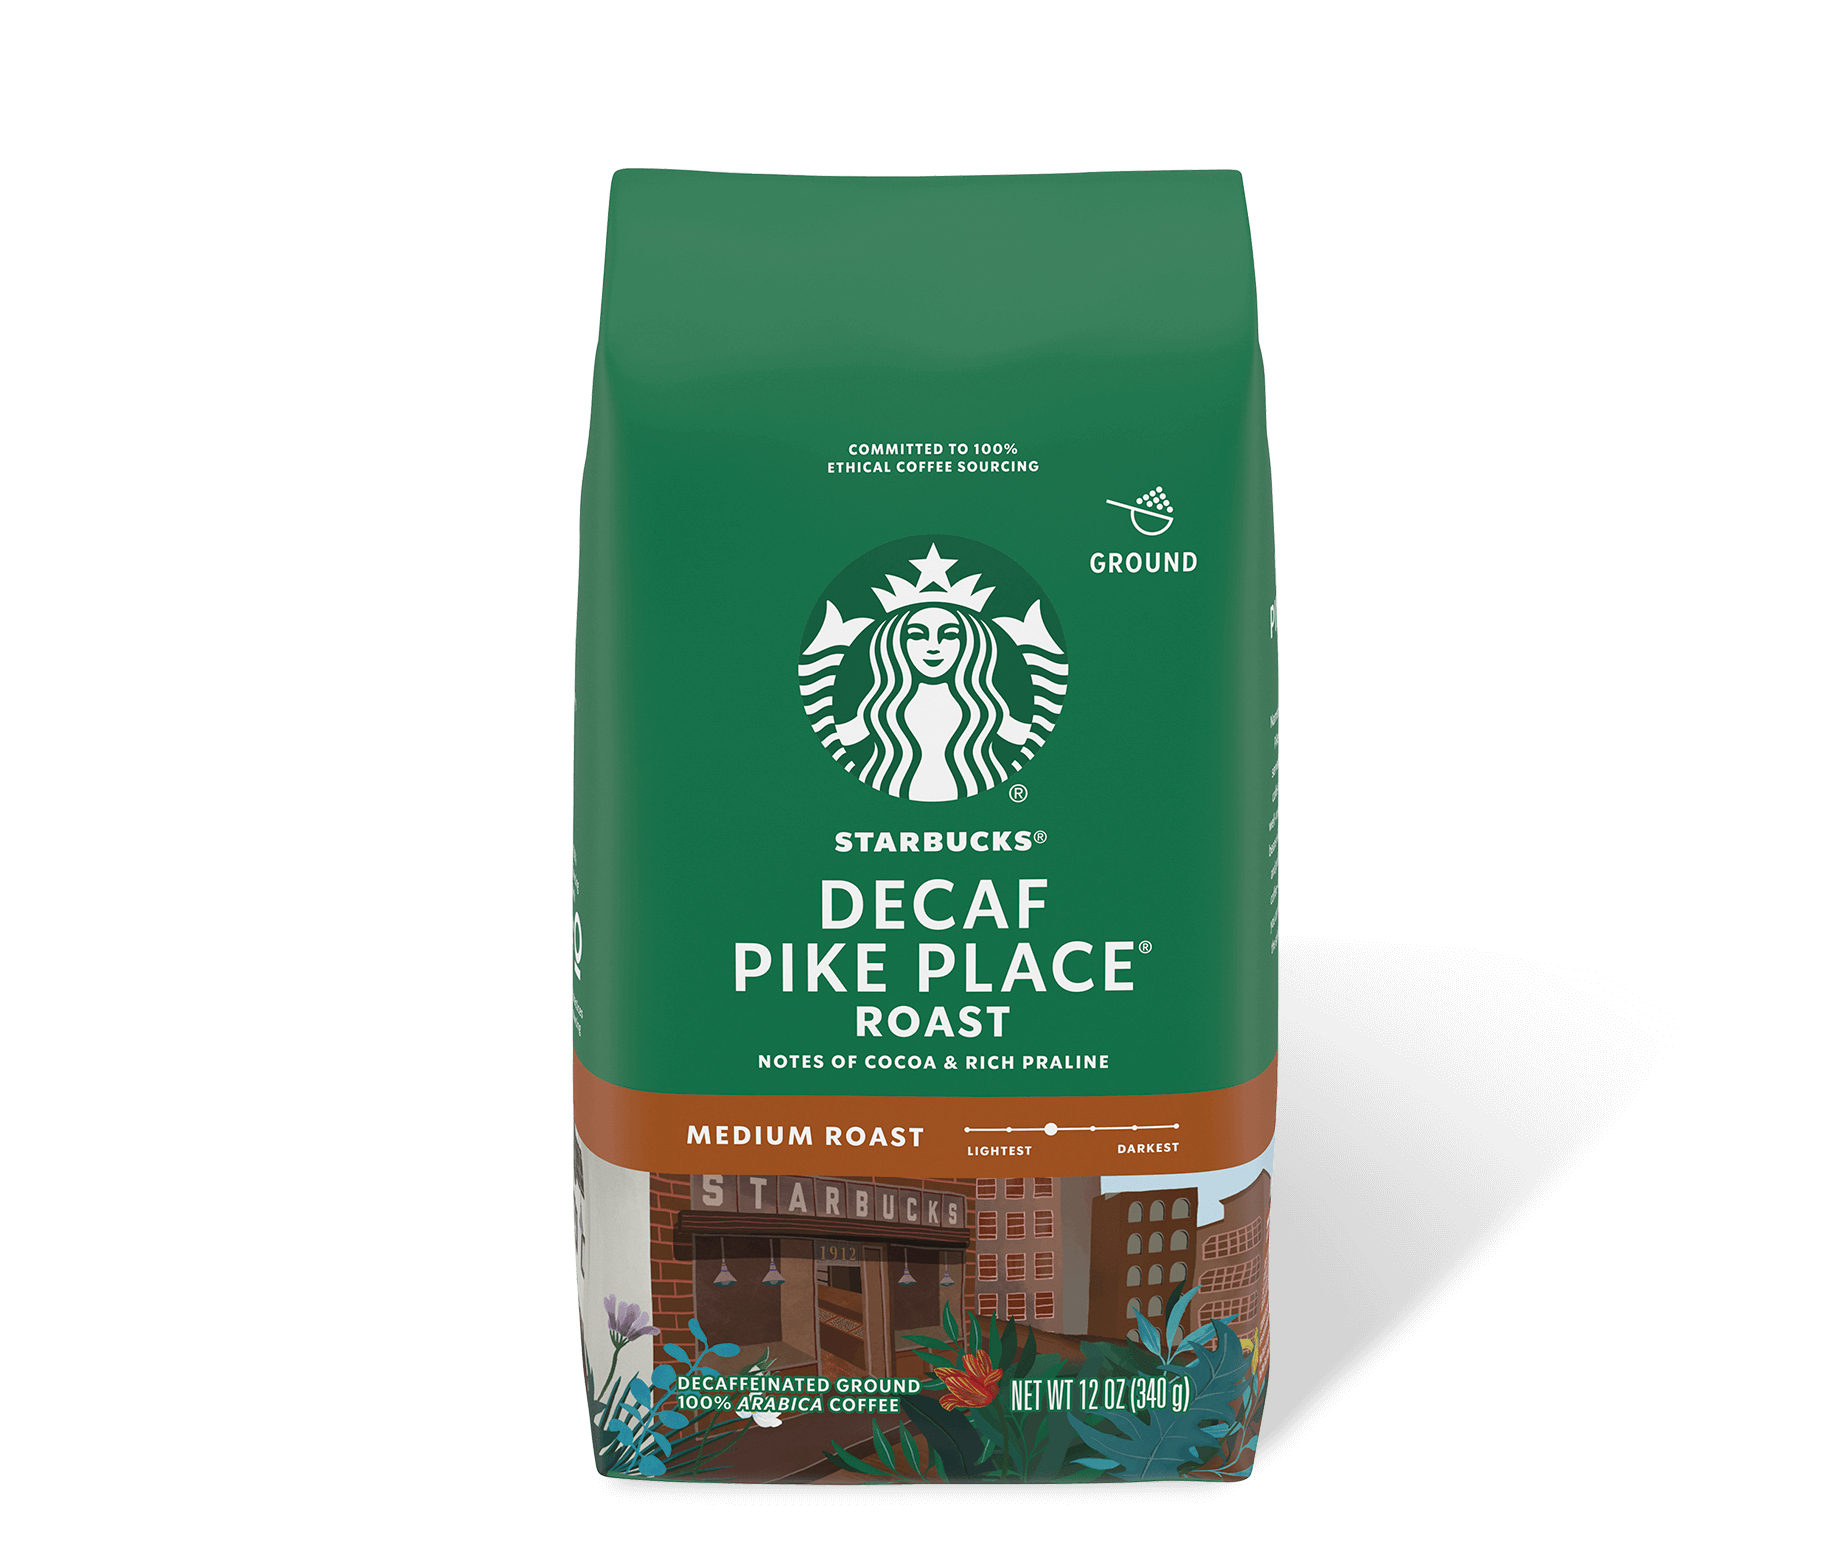 COMMITTED TO 100%
ETHICAL COFFEE SOURCING
GROUND
®
STARBUCKS®
DECAF
PIKE PLACE®
ROAST
NOTES OF COCOA & RICH PRALINE
MEDIUM ROAST
LIGHTEST
DARKEST
STARBUCKS
1912
DECAFFEINATED GROUND
100% ARABICA COFFEE
NET WT 12 OZ (340 g)